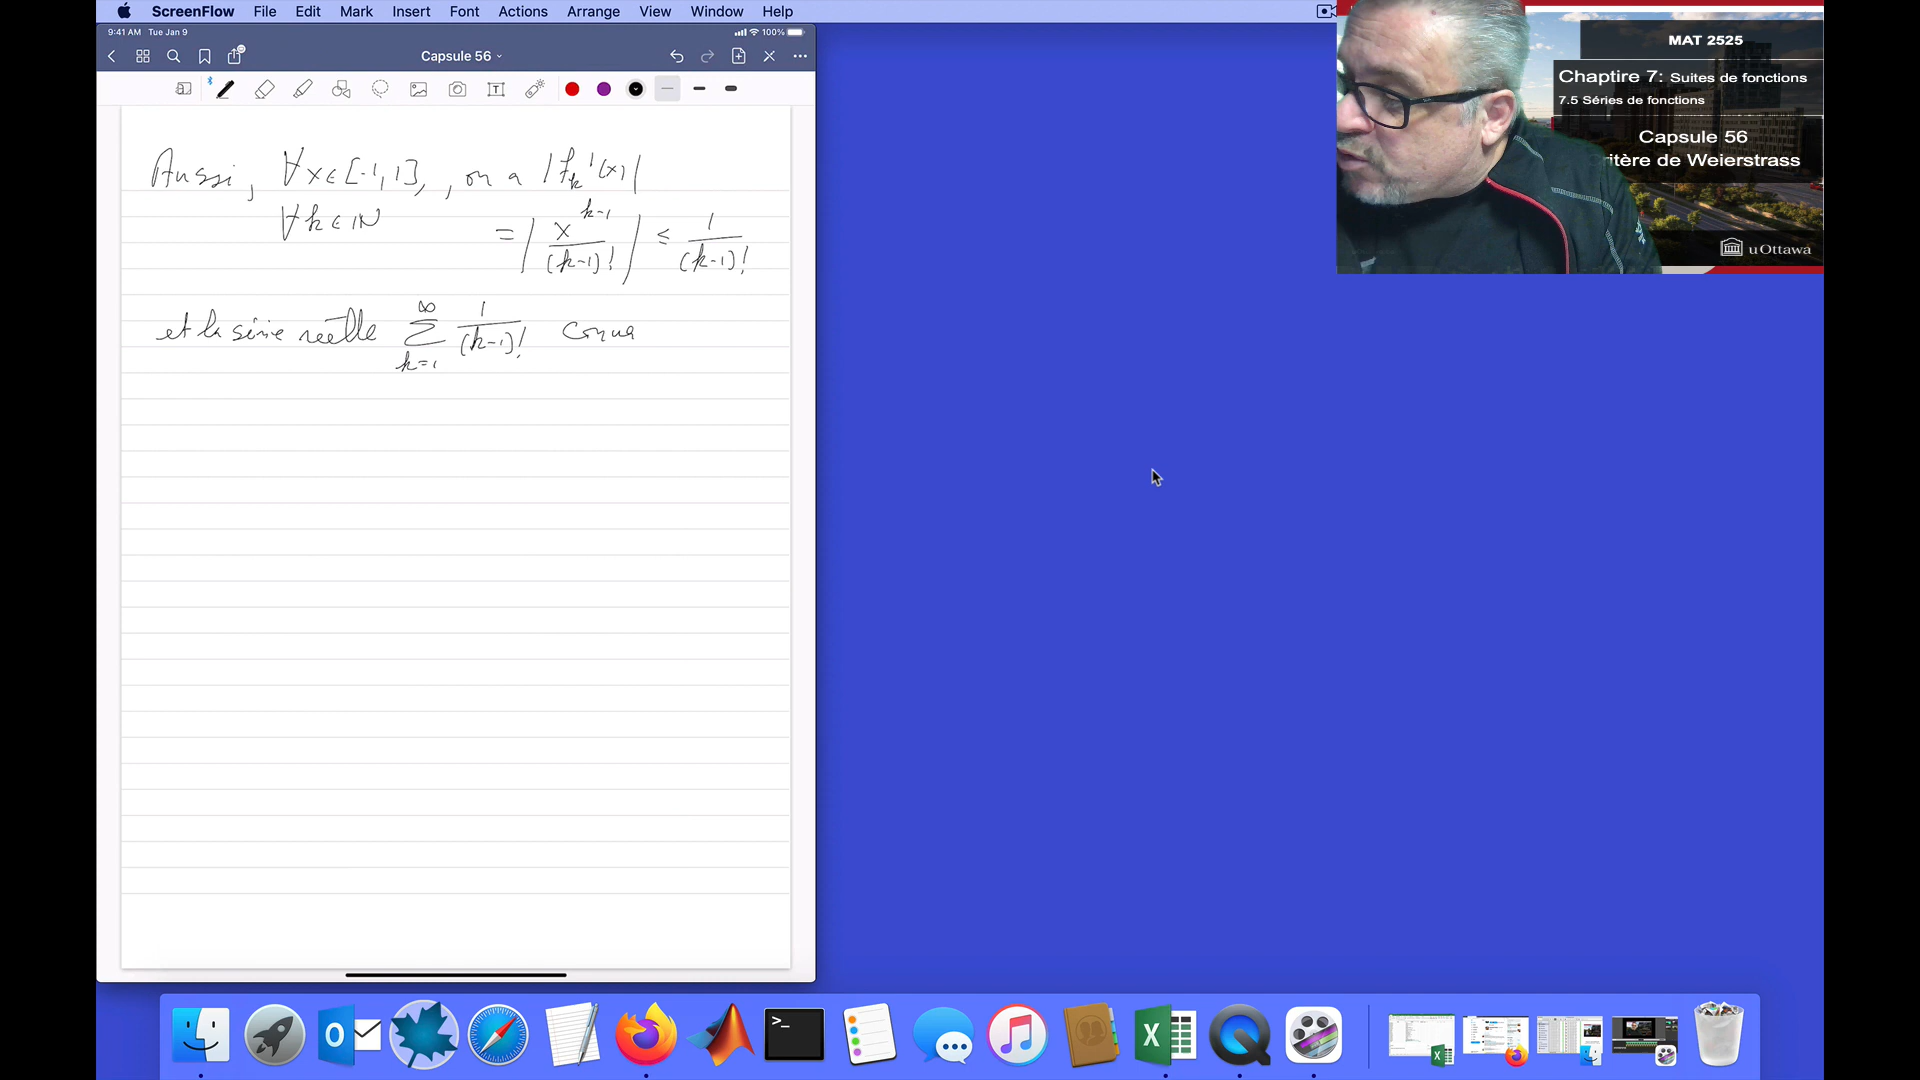 ScreenFlow File Edit Mark Insert Font Actions Arrange View Window Help
9:41 AM Tue Jan 9
100%
Capsule 56
Aussi, ∀x∈[-1,1], , on a |f_k'(x)|
∀k∈ℕ
= |x^{k-1}/(k-1)!| ≤ 1/(k-1)!
et la série réelle ∑_{k=1}^{∞} 1/(k-1)! conve
MAT 2525
Chaptire 7: Suites de fonctions
7.5 Séries de fonctions
Capsule 56
itère de Weierstrass
uOttawa